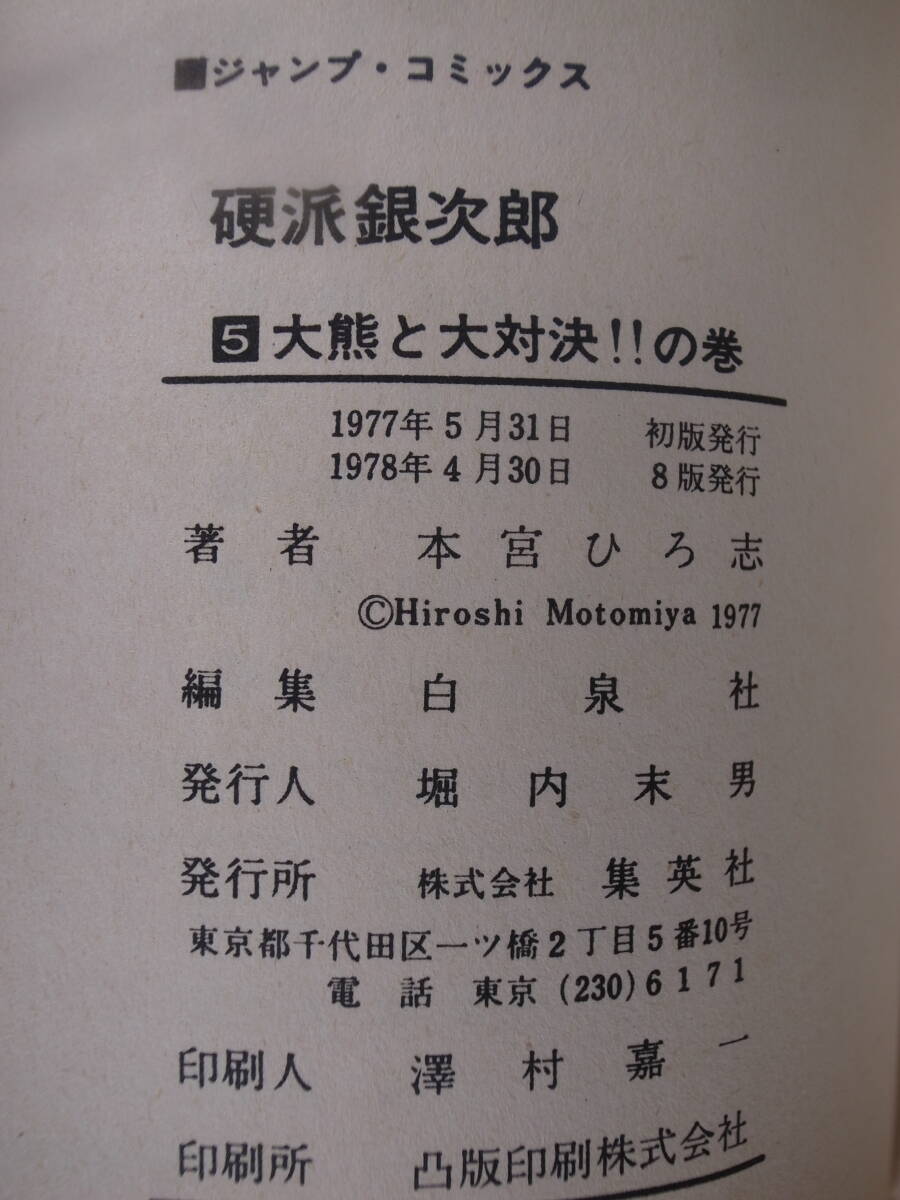 ■ジャンプ・コミックス
硬派銀次郎
5大熊と大対決!!の巻
1977年5月31日 初版発行
1978年4月30日 8版発行
著者 本宮ひろ志
©Hiroshi Motomiya 1977
編集 白泉社
発行人 堀内末男
発行所 株式会社 集英社
東京都千代田区一ツ橋2丁目5番10号
電話 東京 (230)6171
印刷人 澤村嘉一
印刷所 凸版印刷株式会社